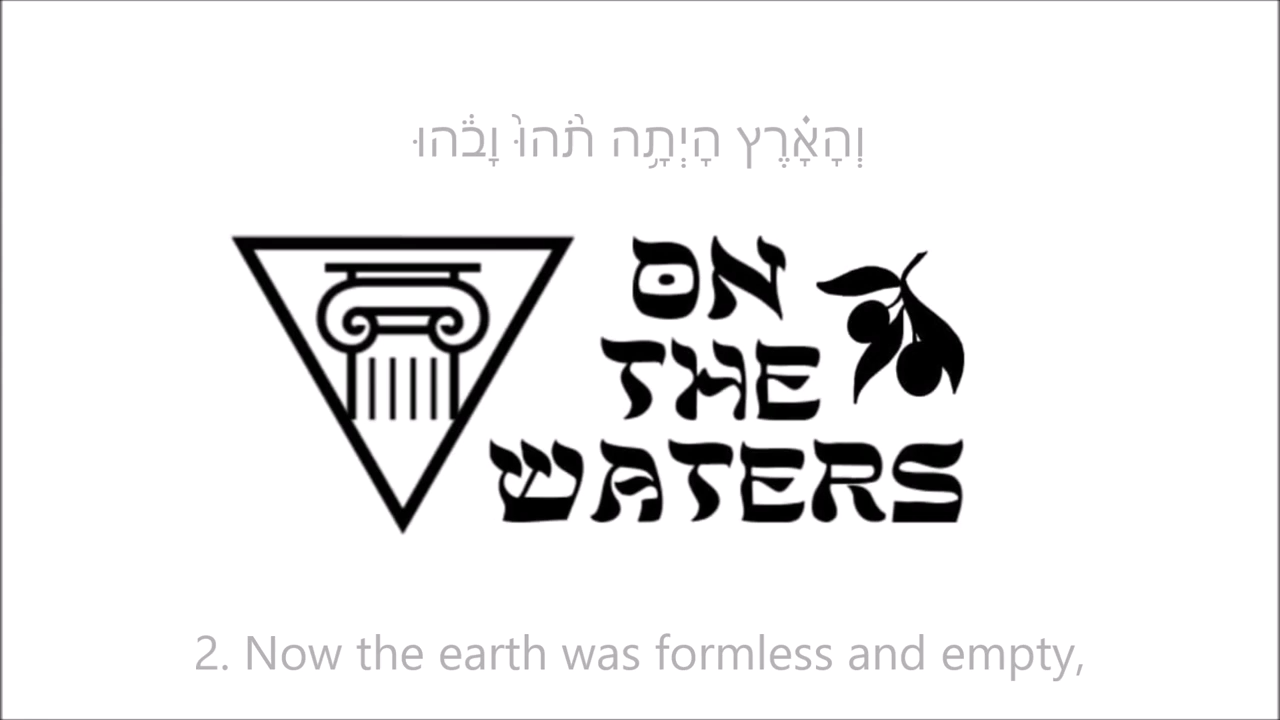 וְהָאָ֗רֶץ הָיְתָ֥ה תֹ֙הוּ֙ וָבֹ֔הוּ
ON
THE
WATERS
2. Now the earth was formless and empty,